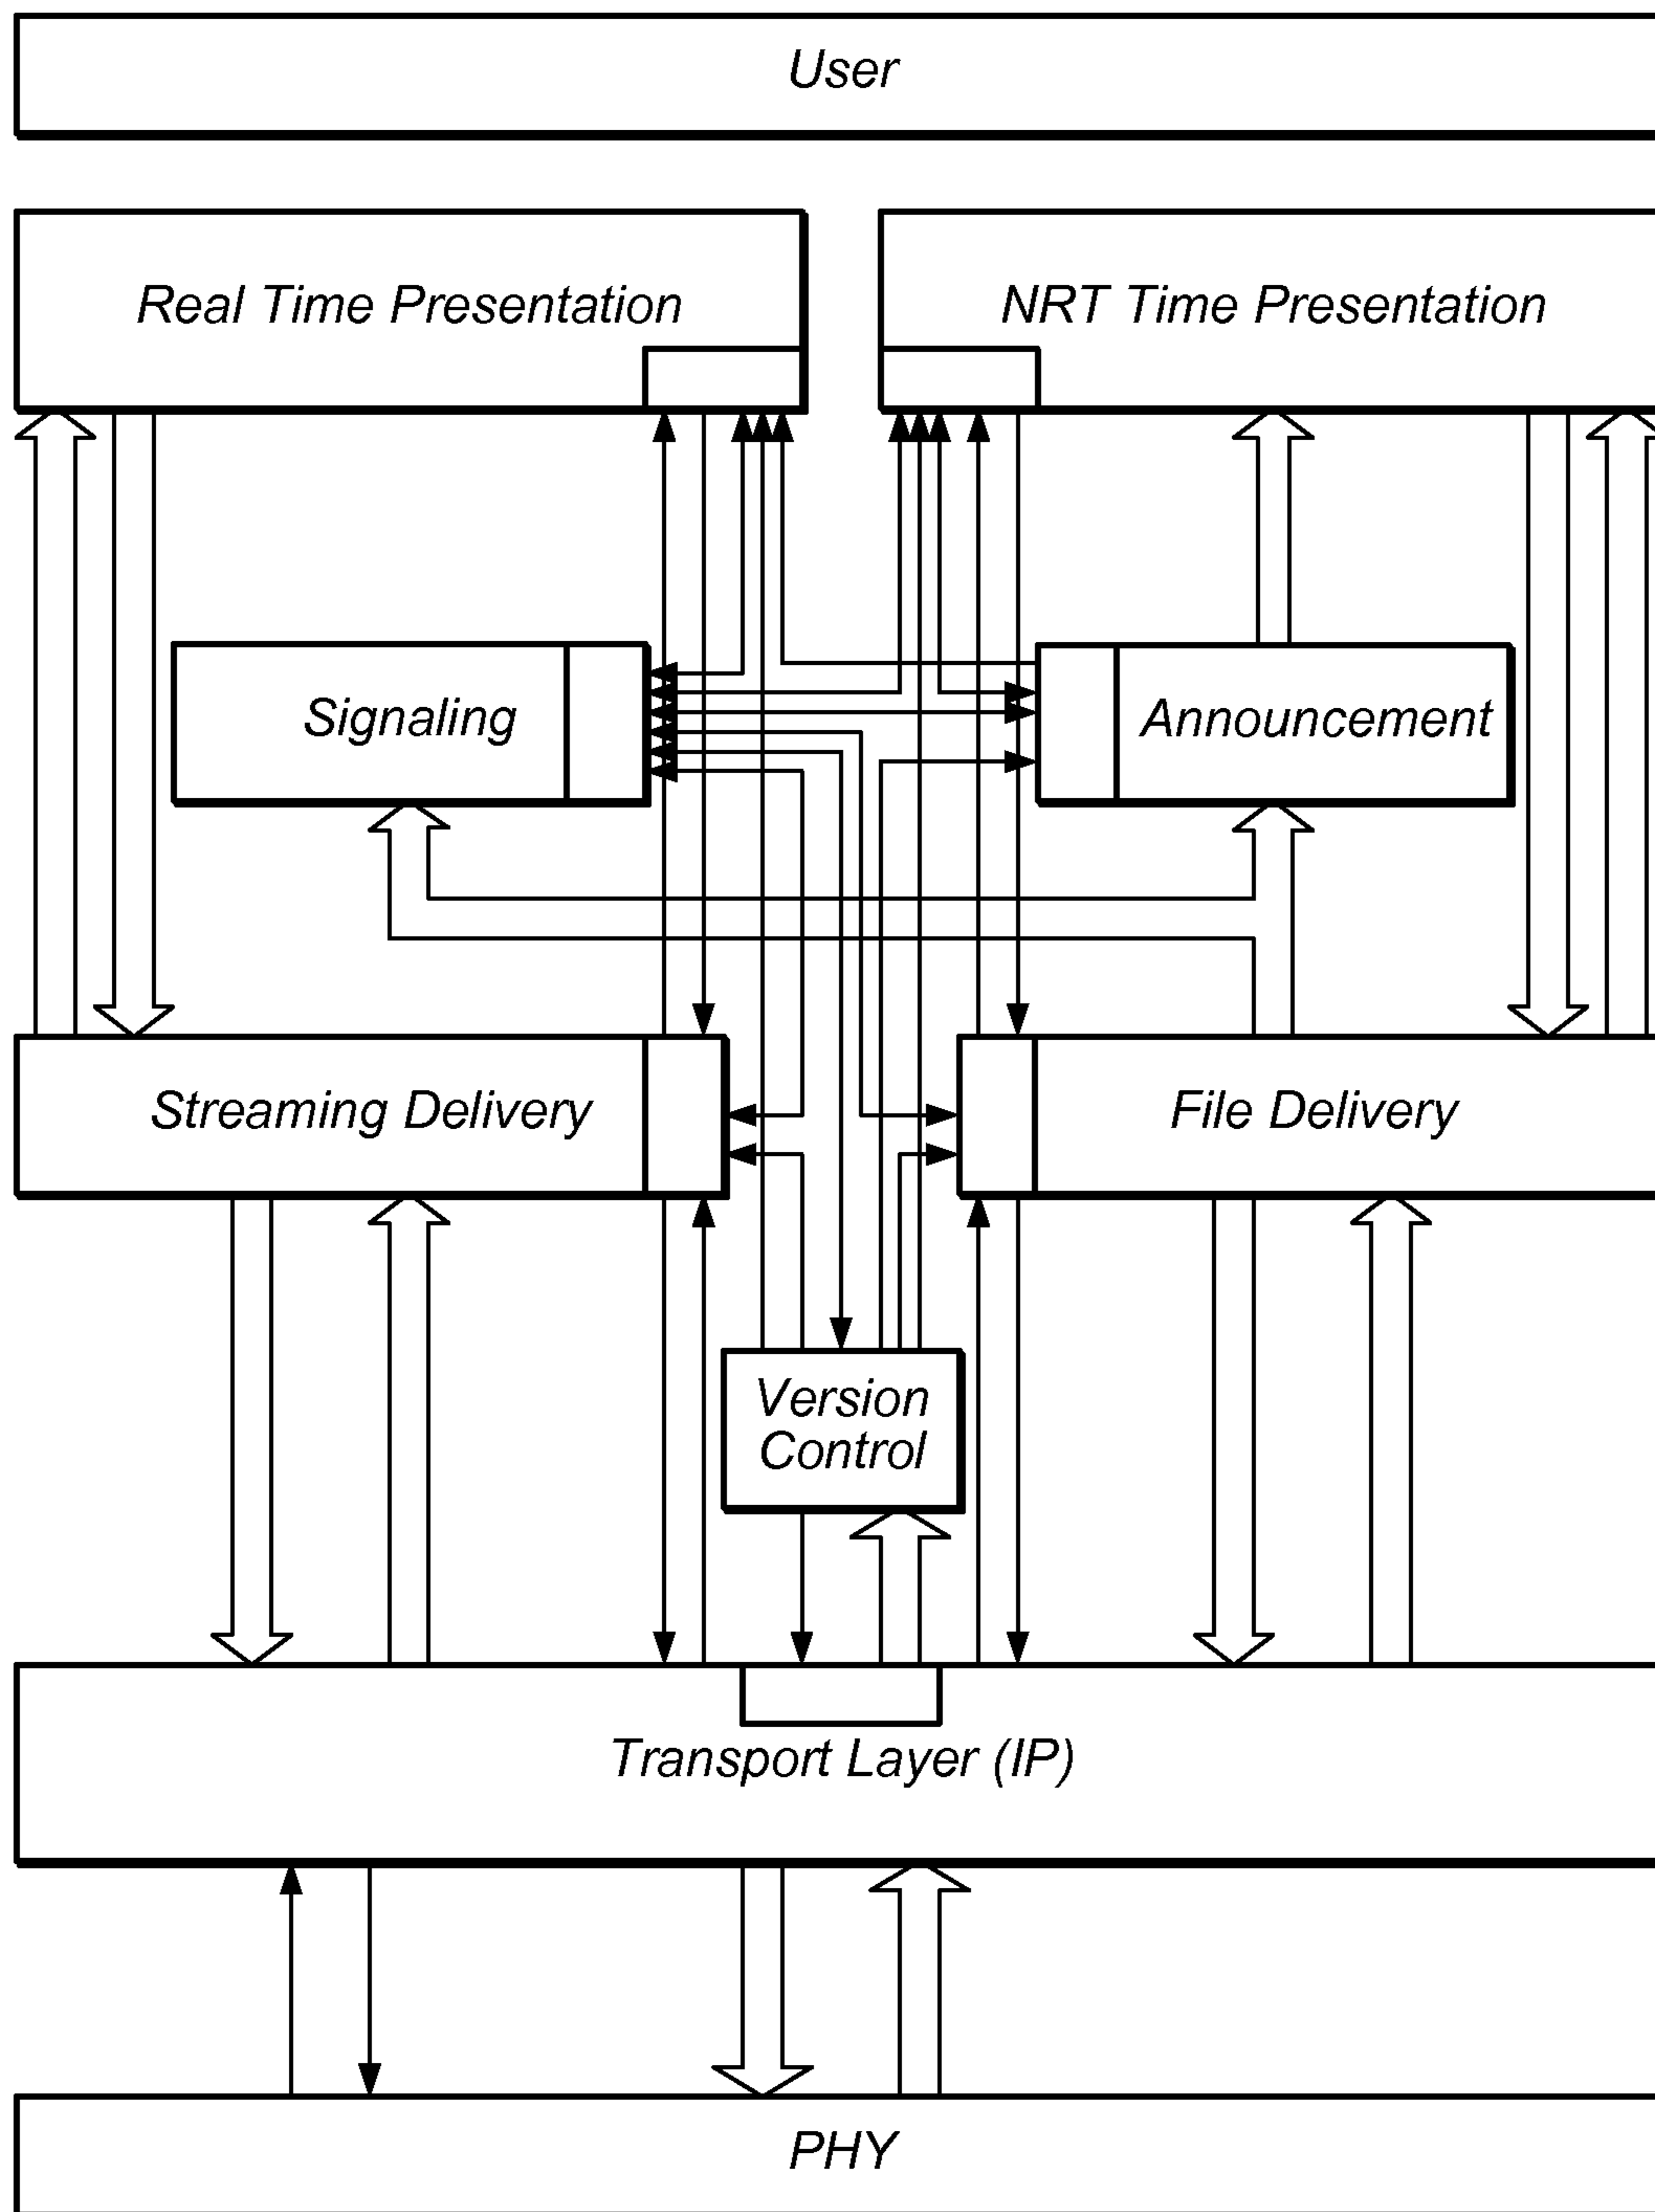 User
Real Time Presentation
NRT Time Presentation
Signaling
Announcement
Streaming Delivery
File Delivery
Version
Control
Transport Layer (IP)
PHY